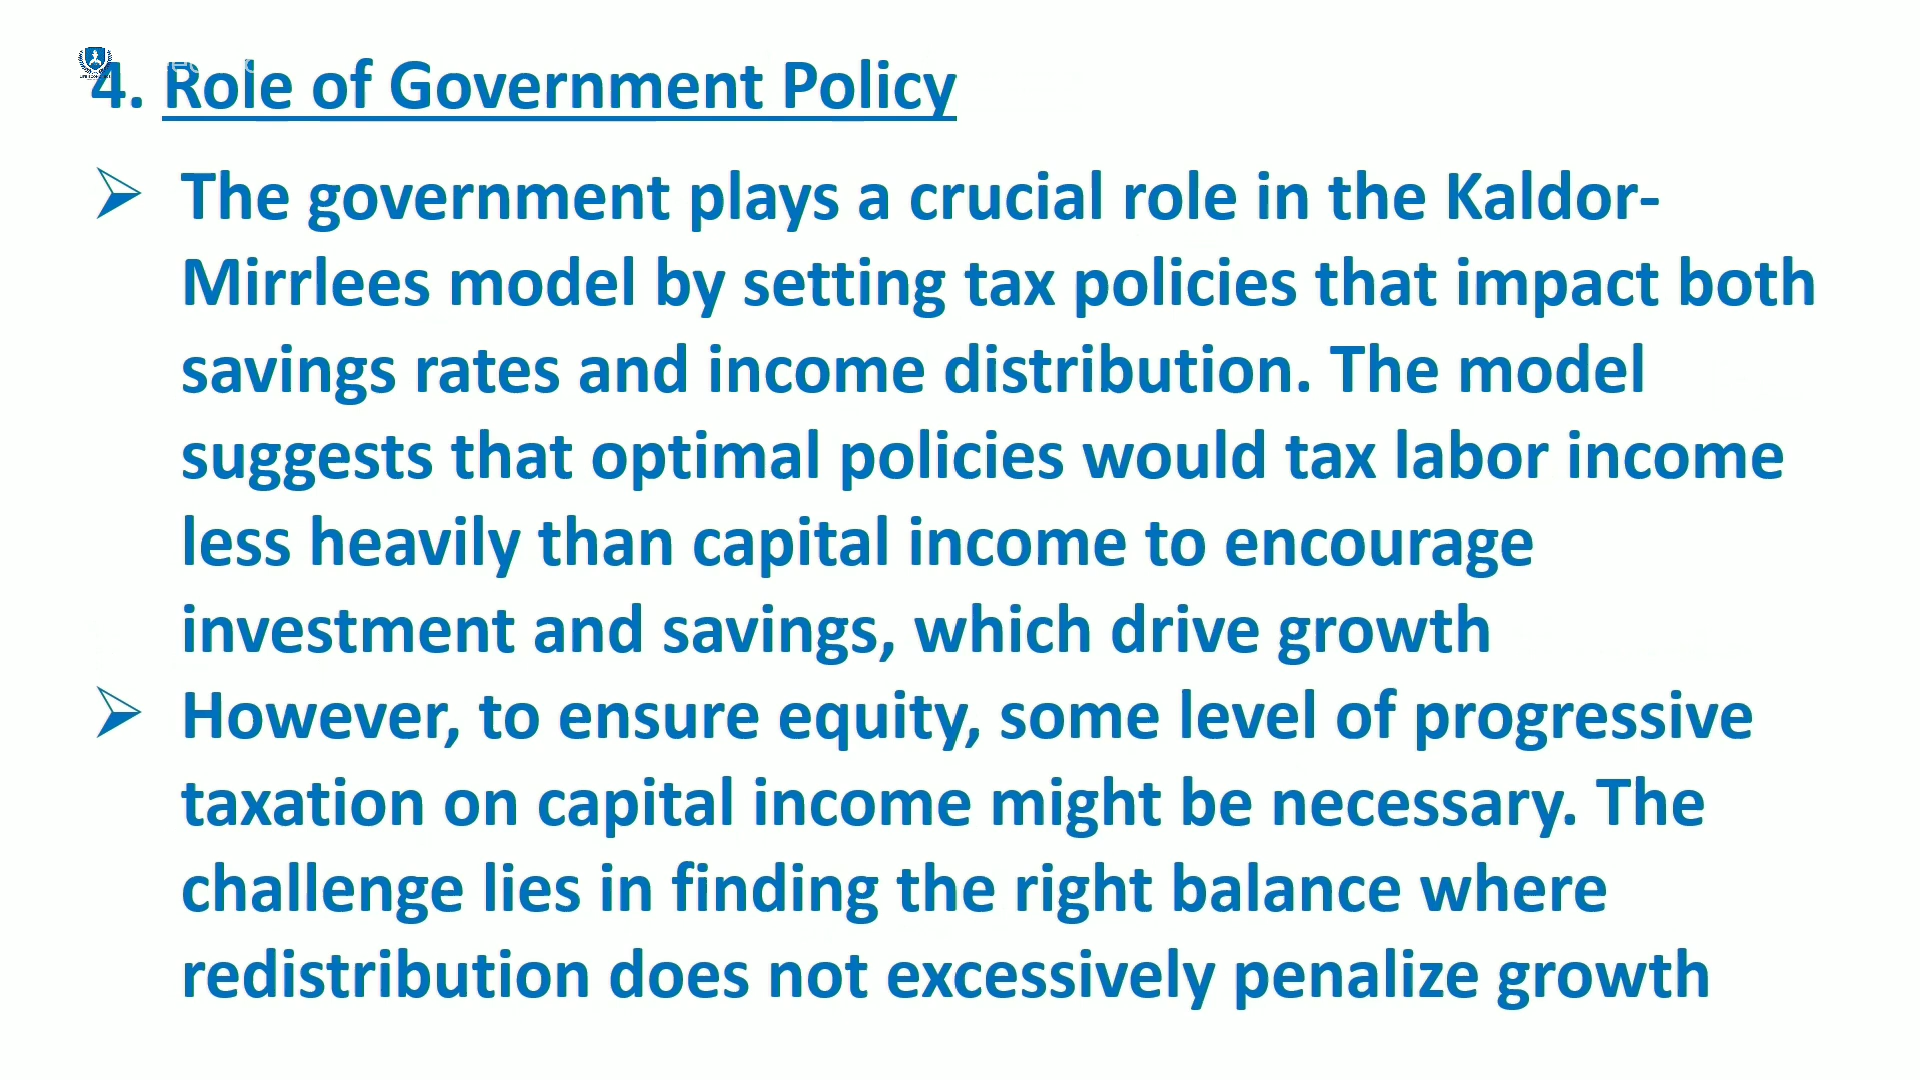 4. Role of Government Policy
The government plays a crucial role in the Kaldor-
Mirrlees model by setting tax policies that impact both
savings rates and income distribution. The model
suggests that optimal policies would tax labor income
less heavily than capital income to encourage
investment and savings, which drive growth
However, to ensure equity, some level of progressive
taxation on capital income might be necessary. The
challenge lies in finding the right balance where
redistribution does not excessively penalize growth